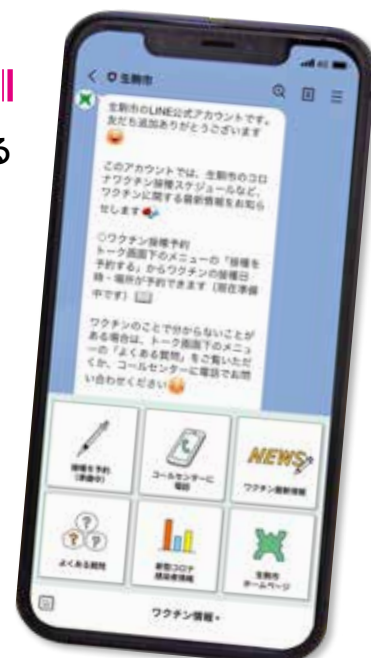 る
4G
生駒市
生駒市のLINE公式アカウントです。
友だち追加ありがとうございます
このアカウントでは、生駒市のコロ
ナワクチン接種スケジュールなど、
ワクチンに関する最新情報をお知ら
せします
○ワクチン接種予約
トーク画面下のメニューの「接種を
予約する」からワクチンの接種日
時・場所が予約できます（現在準備
中です）
ワクチンのことで分からないことが
ある場合は、トーク画面下のメニュ
ーの「よくある質問」をご覧いただ
くか、コールセンターに電話でお問
い合わせください
接種を予約
（準備中）
コールセンターに
電話
NEWS
ワクチン最新情報
よくある質問
新型コロナ
感染者情報
生駒市
ホームページ
ワクチン情報